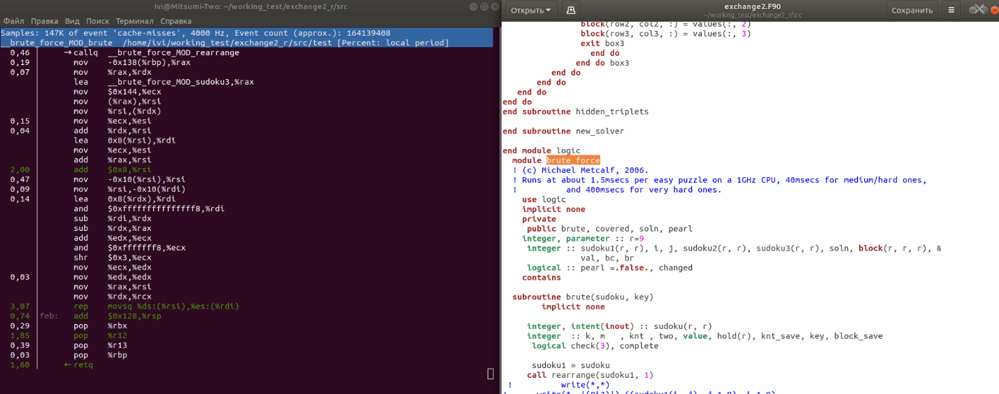 ivi@Mitsumi-Two: ~/working_test/exchange2_r/src
Файл Правка Вид Поиск Терминал Справка
Samples: 147K of event 'cache-misses', 4000 Hz, Event count (approx.): 164139408
__brute_force_MOD_brute /home/ivi/working_test/exchange2_r/src/test [Percent: local period]
0,46 → callq __brute_force_MOD_rearrange
0,19 mov -0x138(%rbp),%rax
0,07 mov %rax,%rdx
lea __brute_force_MOD_sudoku3,%rax
mov $0x144,%ecx
mov (%rax),%rsi
mov %rsi,(%rdx)
0,15 mov %ecx,%esi
0,04 add %rdx,%rsi
lea 0x8(%rsi),%rdi
mov %ecx,%esi
add %rax,%rsi
2,00 add $0x8,%rsi
0,47 mov -0x10(%rsi),%rsi
0,09 mov %rsi,-0x10(%rdi)
0,14 lea 0x8(%rdx),%rdi
and $0xfffffffffffffff8,%rdi
sub %rdi,%rdx
sub %rdx,%rax
add %edx,%ecx
and $0xfffffff8,%ecx
shr $0x3,%ecx
mov %ecx,%edx
0,03 mov %edx,%edx
mov %rax,%rsi
mov %rdx,%rcx
3,07 rep movsq %ds:(%rsi),%es:(%rdi)
0,74 feb: add $0x128,%rsp
0,29 pop %rbx
1,85 pop %r12
0,39 pop %r13
0,03 pop %rbp
1,60 ← retq
Открыть
exchange2.F90
~/working_test/exchange2_r/src
Сохранить
block(row2, col2, :) = values(:, 2)
block(row3, col3, :) = values(:, 3)
exit box3
end do
end do box3
end do
end do
end do
end do
end subroutine hidden_triplets
end subroutine new_solver
end module logic
module brute_force
! (c) Michael Metcalf, 2006.
! Runs at about 1.5msecs per easy puzzle on a 1GHz CPU, 40msecs for medium/hard ones,
! and 400msecs for very hard ones.
use logic
implicit none
private
public brute, covered, soln, pearl
integer, parameter :: r=9
integer :: sudoku1(r, r), i, j, sudoku2(r, r), sudoku3(r, r), soln, block(r, r, r), &
val, bc, br
logical :: pearl =.false., changed
contains
subroutine brute(sudoku, key)
implicit none
integer, intent(inout) :: sudoku(r, r)
integer :: k, m , knt , two, value, hold(r), knt_save, key, block_save
logical check(3), complete
sudoku1 = sudoku
call rearrange(sudoku1, 1)
! write(*,*)